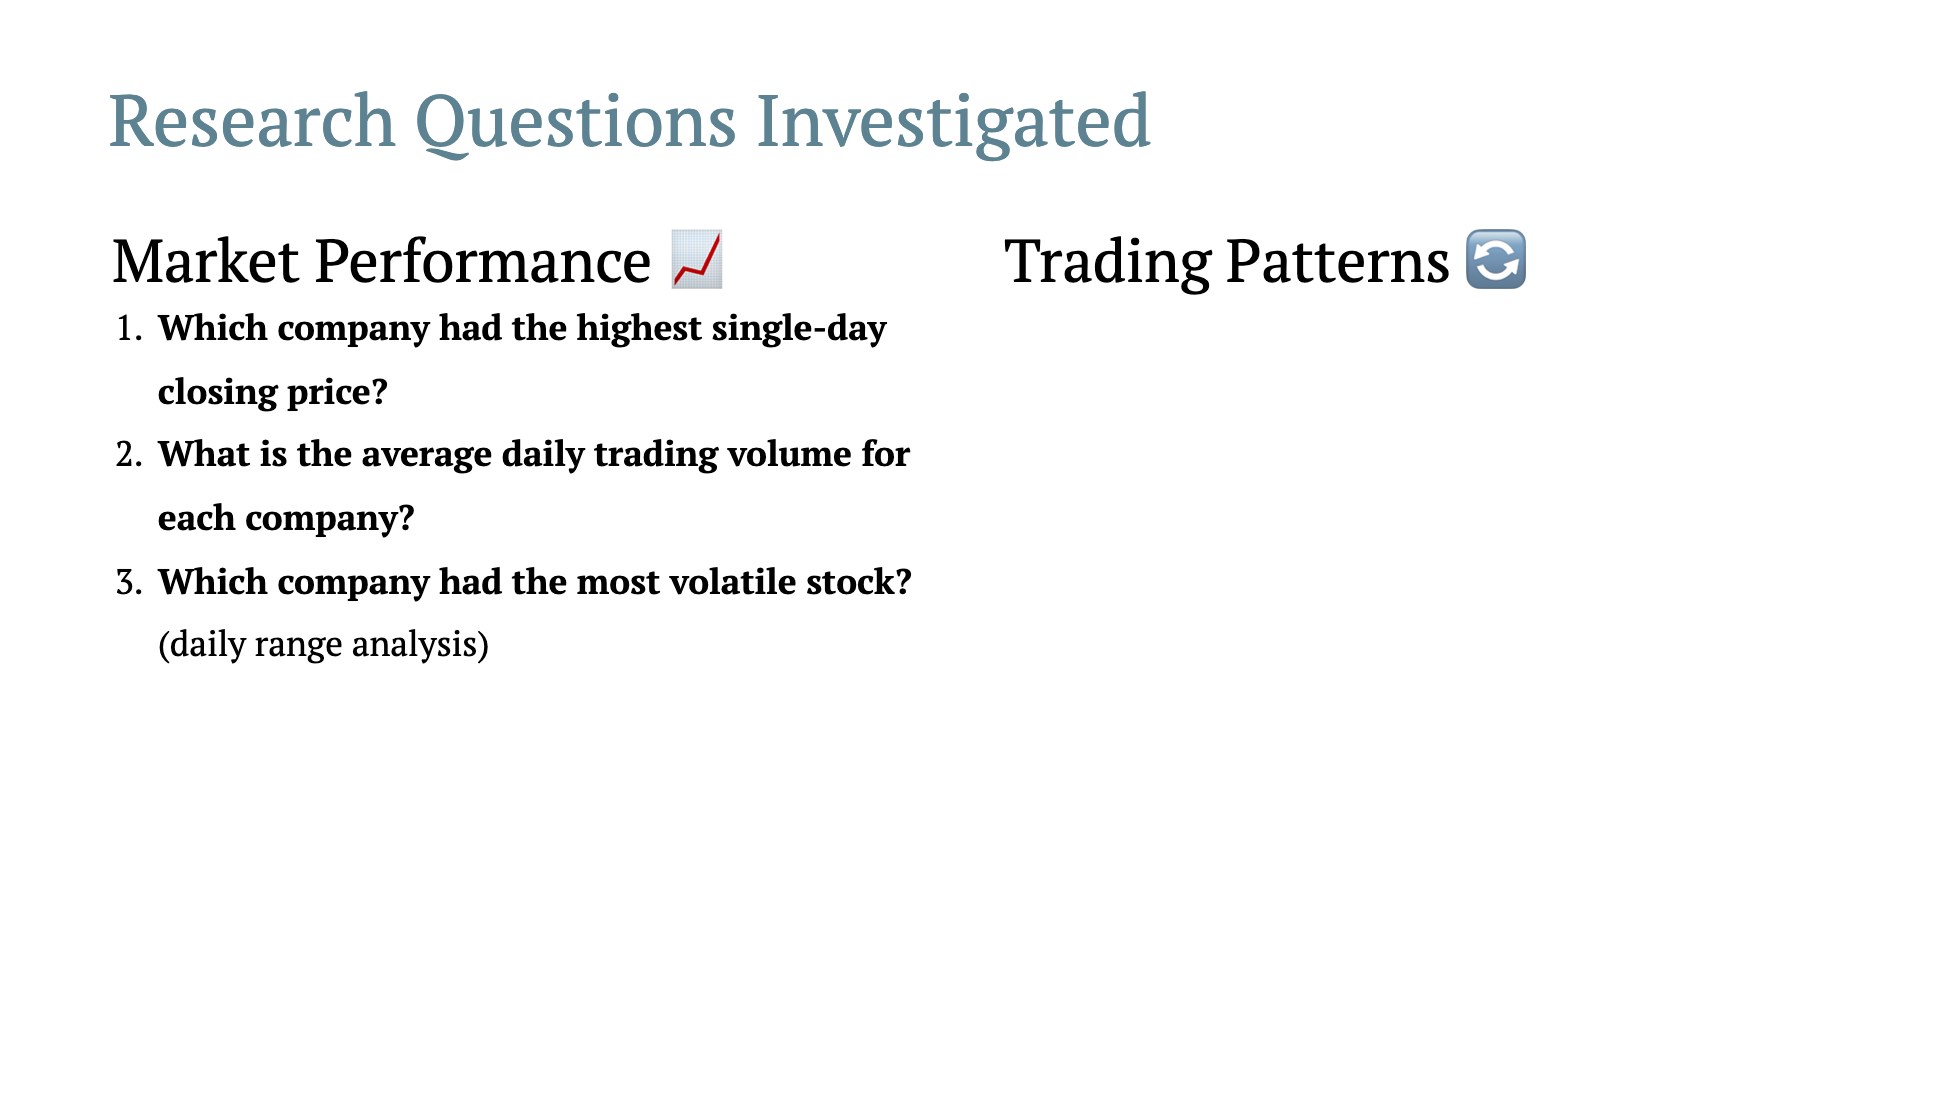 Research Questions Investigated
Market Performance 📈
1. Which company had the highest single-day
closing price?
2. What is the average daily trading volume for
each company?
3. Which company had the most volatile stock?
(daily range analysis)
Trading Patterns 🔄